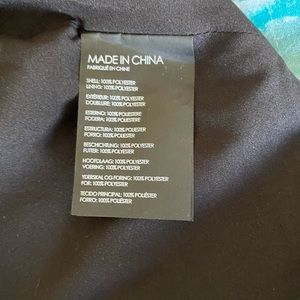 MADE IN CHINA
FABRIQUÉ EN CHINE
SHELL: 100% POLYESTER
LINING: 100% POLYESTER
EXTÉRIEUR: 100% POLYESTER
DOUBLURE: 100% POLYESTER
ESTERNO: 100% POLIESTERE
FODERA: 100% POLIESTERE
ESTRUCTURA: 100% POLIÉSTER
FORRO: 100% POLIÉSTER
BESCHICHTUNG: 100% POLYESTER
FUTTER: 100% POLYESTER
HOOFDLAAG: 100% POLYESTER
VOERING: 100% POLYESTER
YDERSKAL OG FORING: 100% POLYESTER
FOR: 100% POLYESTER
TECIDO PRINCIPAL: 100% POLIÉSTER
FORRO: 100% POLIÉSTER